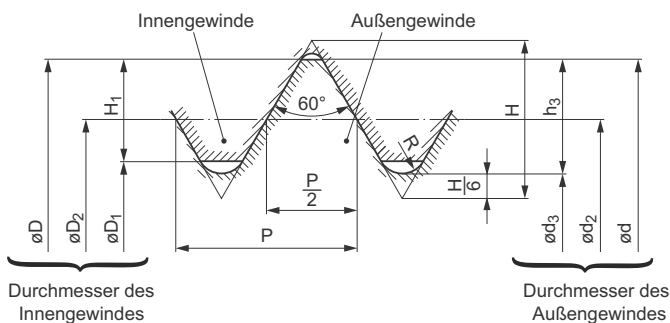 Innengewinde
Außengewinde
60°
H₁
H
h₃
R
P/2
H/6
P
øD
øD₂
øD₁
ød₃
ød₂
ød
Durchmesser des
Innengewindes
Durchmesser des
Außengewindes